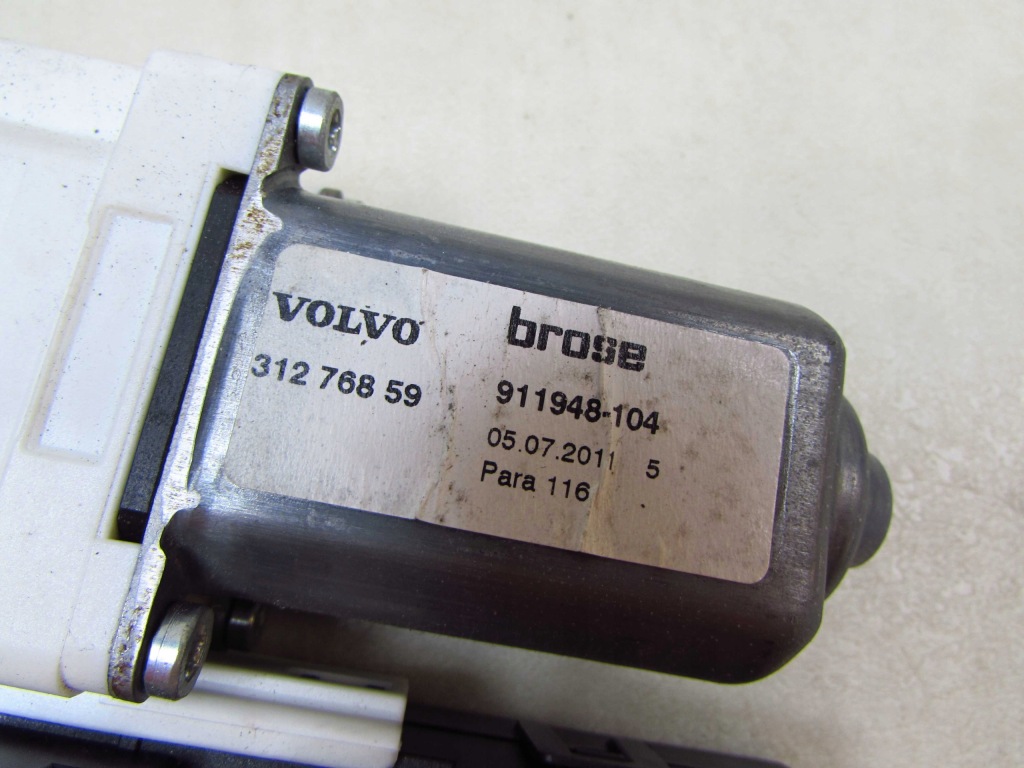 VOLVO brose
312 768 59 911948-104
05.07.2011 5
Para 116